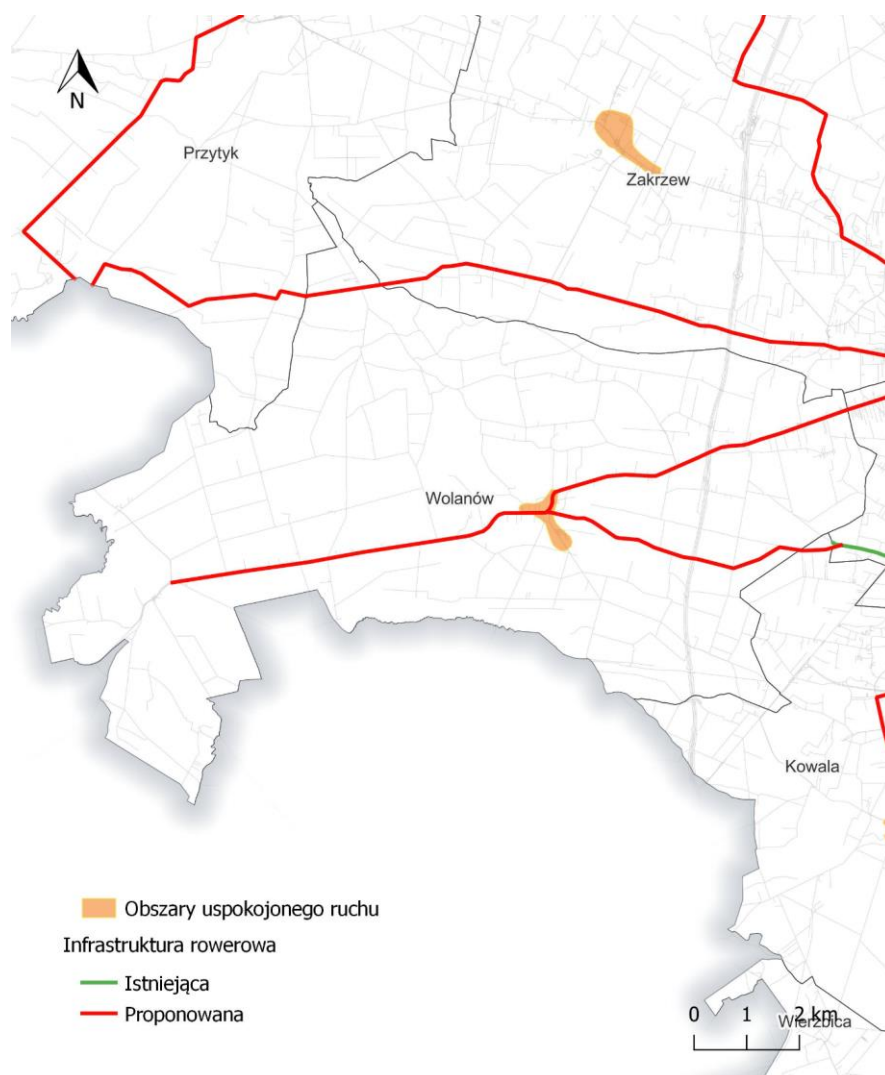 N
Przytyk
Zakrzew
Wolanów
Kowala
Obszary uspokojonego ruchu
Infrastruktura rowerowa
Istniejąca
Proponowana
0 1 2 km
Wierzbica